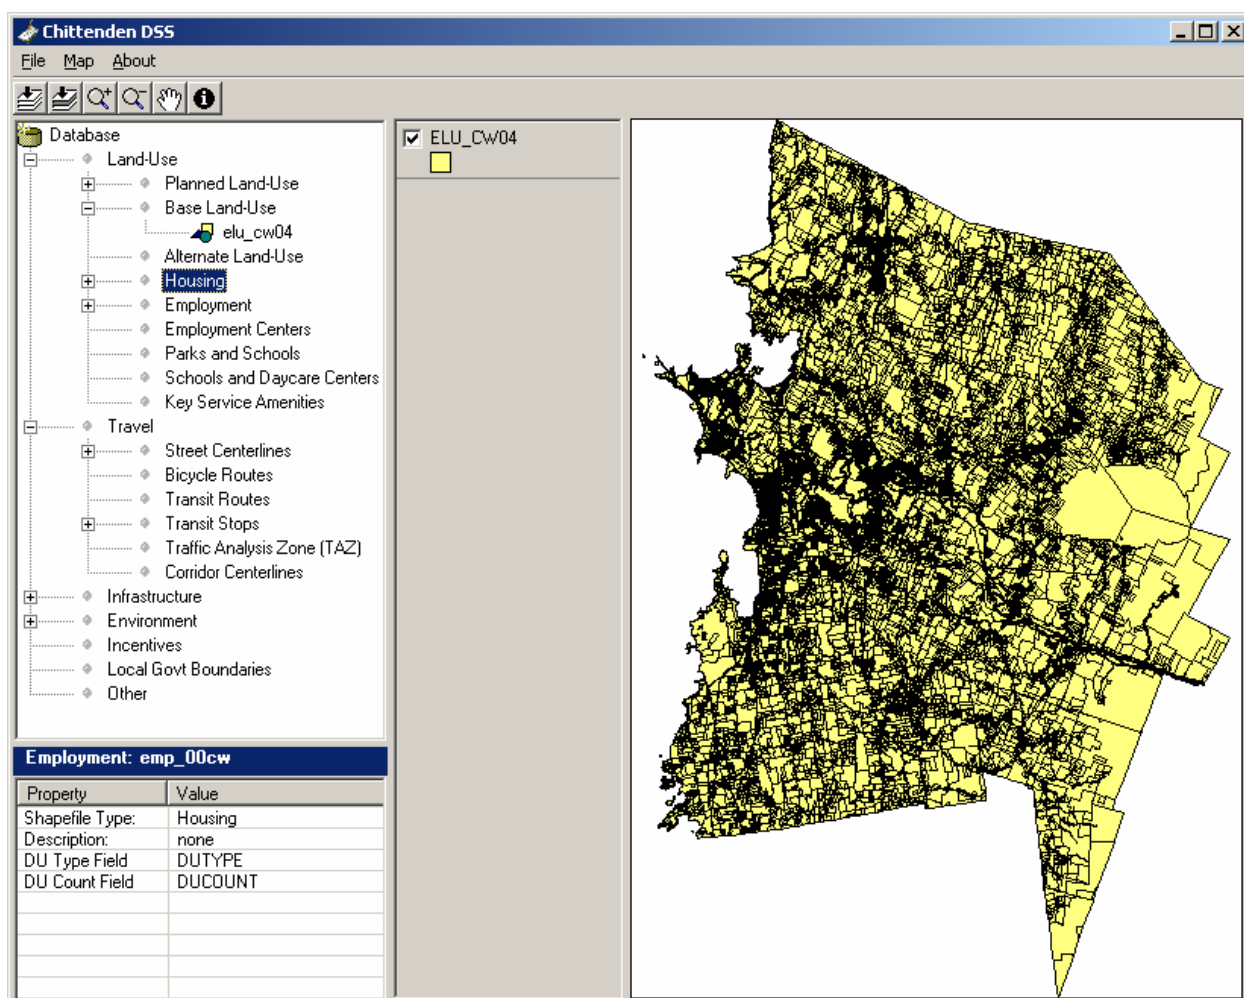 Chittenden DSS
File Map About
Database
Land-Use
Planned Land-Use
Base Land-Use
elu_cw04
Alternate Land-Use
Housing
Employment
Employment Centers
Parks and Schools
Schools and Daycare Centers
Key Service Amenities
Travel
Street Centerlines
Bicycle Routes
Transit Routes
Transit Stops
Traffic Analysis Zone (TAZ)
Corridor Centerlines
Infrastructure
Environment
Incentives
Local Govt Boundaries
Other
Employment: emp_00cw
Property Value
Shapefile Type: Housing
Description: none
DU Type Field DUTYPE
DU Count Field DUCOUNT
ELU_CW04